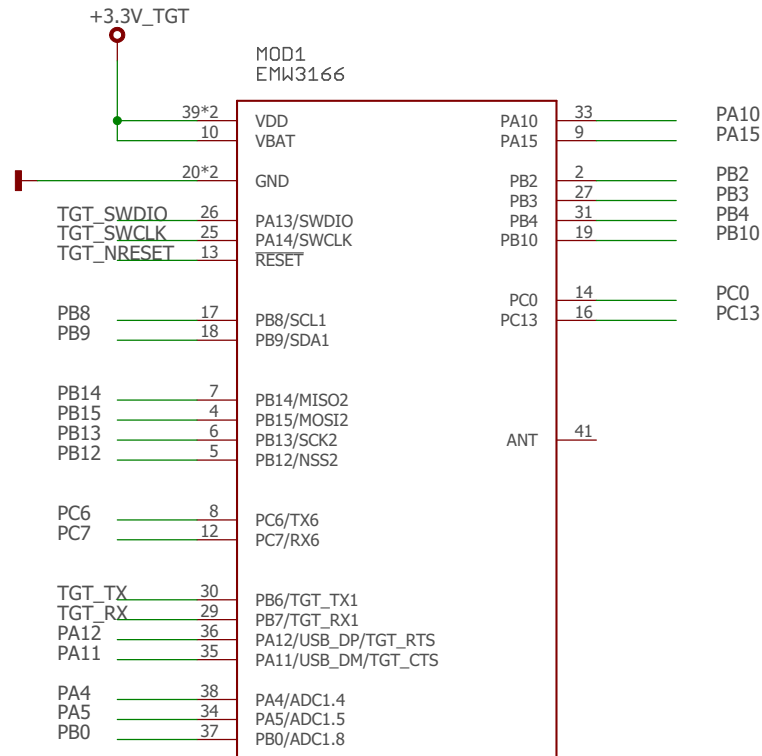 +3.3V_TGT
MOD1
EMW3166
39*2 VDD PA10 33 PA10
10 VBAT PA15 9 PA15
20*2 GND PB2 2 PB2
PB3 27 PB3
TGT_SWDIO 26 PA13/SWDIO PB4 31 PB4
TGT_SWCLK 25 PA14/SWCLK PB10 19 PB10
TGT_NRESET 13 RESET
PC0 14 PC0
PB8 17 PB8/SCL1 PC13 16 PC13
PB9 18 PB9/SDA1
PB14 7 PB14/MISO2
PB15 4 PB15/MOSI2
PB13 6 PB13/SCK2 ANT 41
PB12 5 PB12/NSS2
PC6 8 PC6/TX6
PC7 12 PC7/RX6
TGT_TX 30 PB6/TGT_TX1
TGT_RX 29 PB7/TGT_RX1
PA12 36 PA12/USB_DP/TGT_RTS
PA11 35 PA11/USB_DM/TGT_CTS
PA4 38 PA4/ADC1.4
PA5 34 PA5/ADC1.5
PB0 37 PB0/ADC1.8